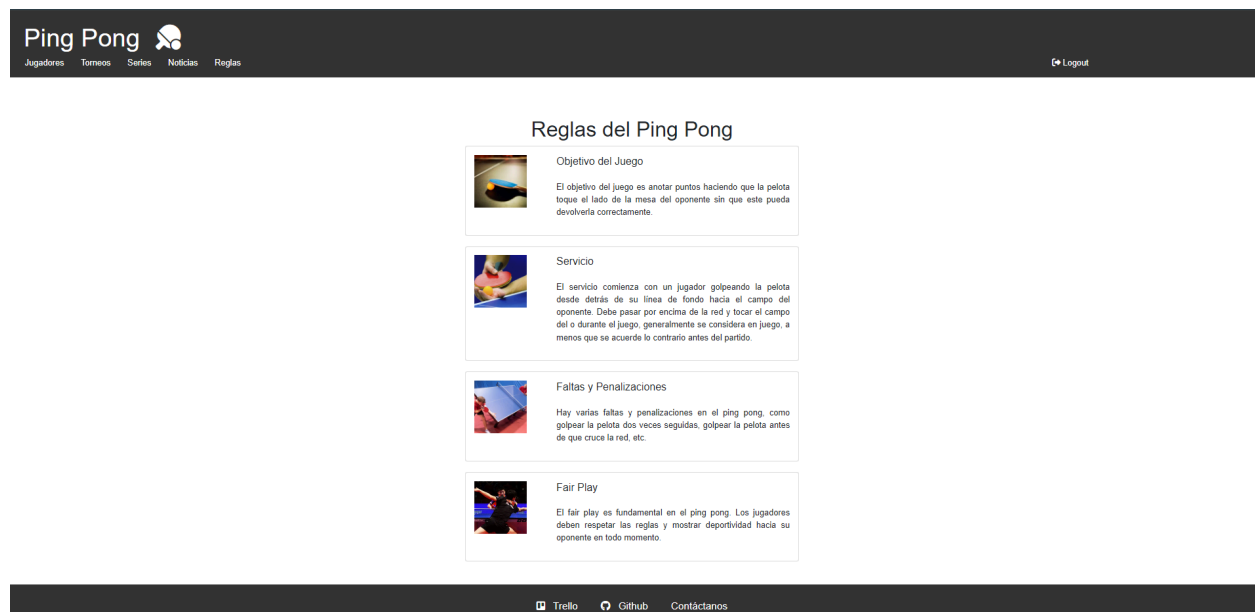 Ping Pong
Jugadores Torneos Series Noticias Reglas Logout
Reglas del Ping Pong
Objetivo del Juego
El objetivo del juego es anotar puntos haciendo que la pelota
toque el lado de la mesa del oponente sin que este pueda
devolverla correctamente.
Servicio
El servicio comienza con un jugador golpeando la pelota
desde detrás de su línea de fondo hacia el campo del
oponente. Debe pasar por encima de la red y tocar el campo
del o durante el juego, generalmente se considera en juego, a
menos que se acuerde lo contrario antes del partido.
Faltas y Penalizaciones
Hay varias faltas y penalizaciones en el ping pong, como
golpear la pelota dos veces seguidas, golpear la pelota antes
de que cruce la red, etc.
Fair Play
El fair play es fundamental en el ping pong. Los jugadores
deben respetar las reglas y mostrar deportividad hacia su
oponente en todo momento.
Trello Github Contáctanos